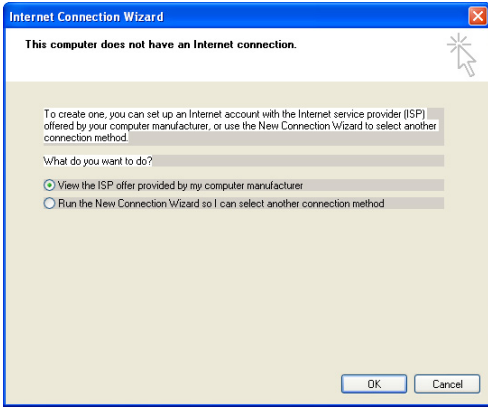 Internet Connection Wizard
This computer does not have an Internet connection.
To create one, you can set up an Internet account with the Internet service provider (ISP)
offered by your computer manufacturer, or use the New Connection Wizard to select another
connection method.
What do you want to do?
View the ISP offer provided by my computer manufacturer
Run the New Connection Wizard so I can select another connection method
OK Cancel